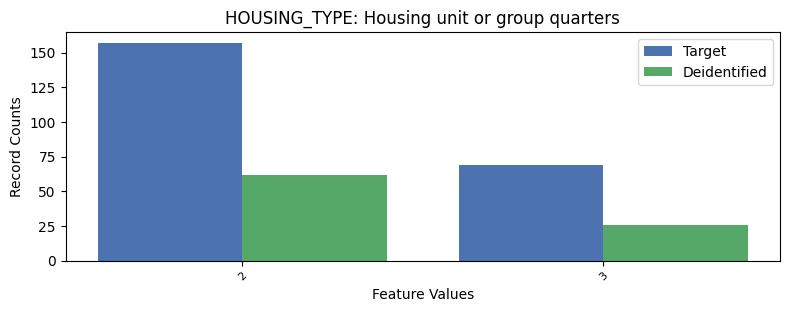 HOUSING_TYPE: Housing unit or group quarters
Target
Deidentified
Record Counts
150
125
100
75
50
25
0
2
3
Feature Values